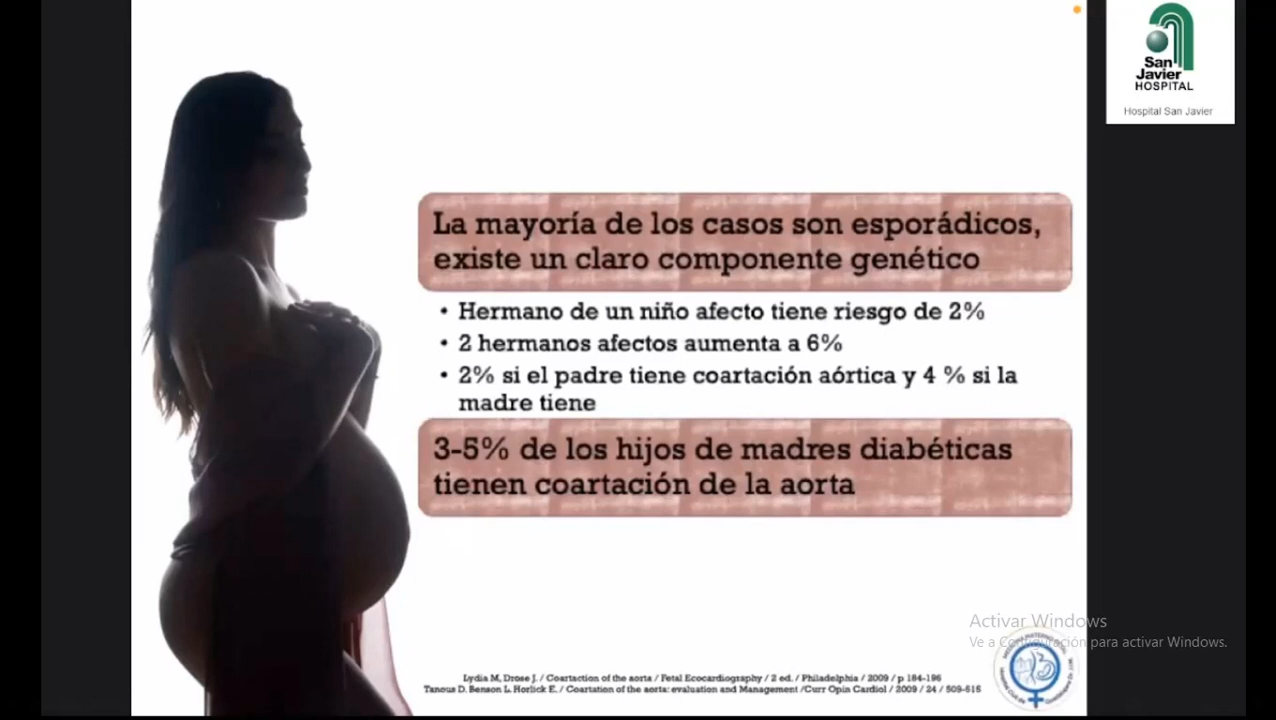 San
Javier
HOSPITAL
Hospital San Javier
La mayoría de los casos son esporádicos,
existe un claro componente genético
• Hermano de un niño afecto tiene riesgo de 2%
• 2 hermanos afectos aumenta a 6%
• 2% si el padre tiene coartación aórtica y 4 % si la
madre tiene
3-5% de los hijos de madres diabéticas
tienen coartación de la aorta
Activar Windows
Ve a Configuración para activar Windows.
Lydia M, Drose J. / Coartaction of the aorta / Fetal Ecocardiography / 2 ed. / Philadelphia / 2009 / p 184-196
Tanous D. Benson L. Horlick E. / Coartation of the aorta: evaluation and Management /Curr Opin Cardiol / 2009 / 24 / 509-515